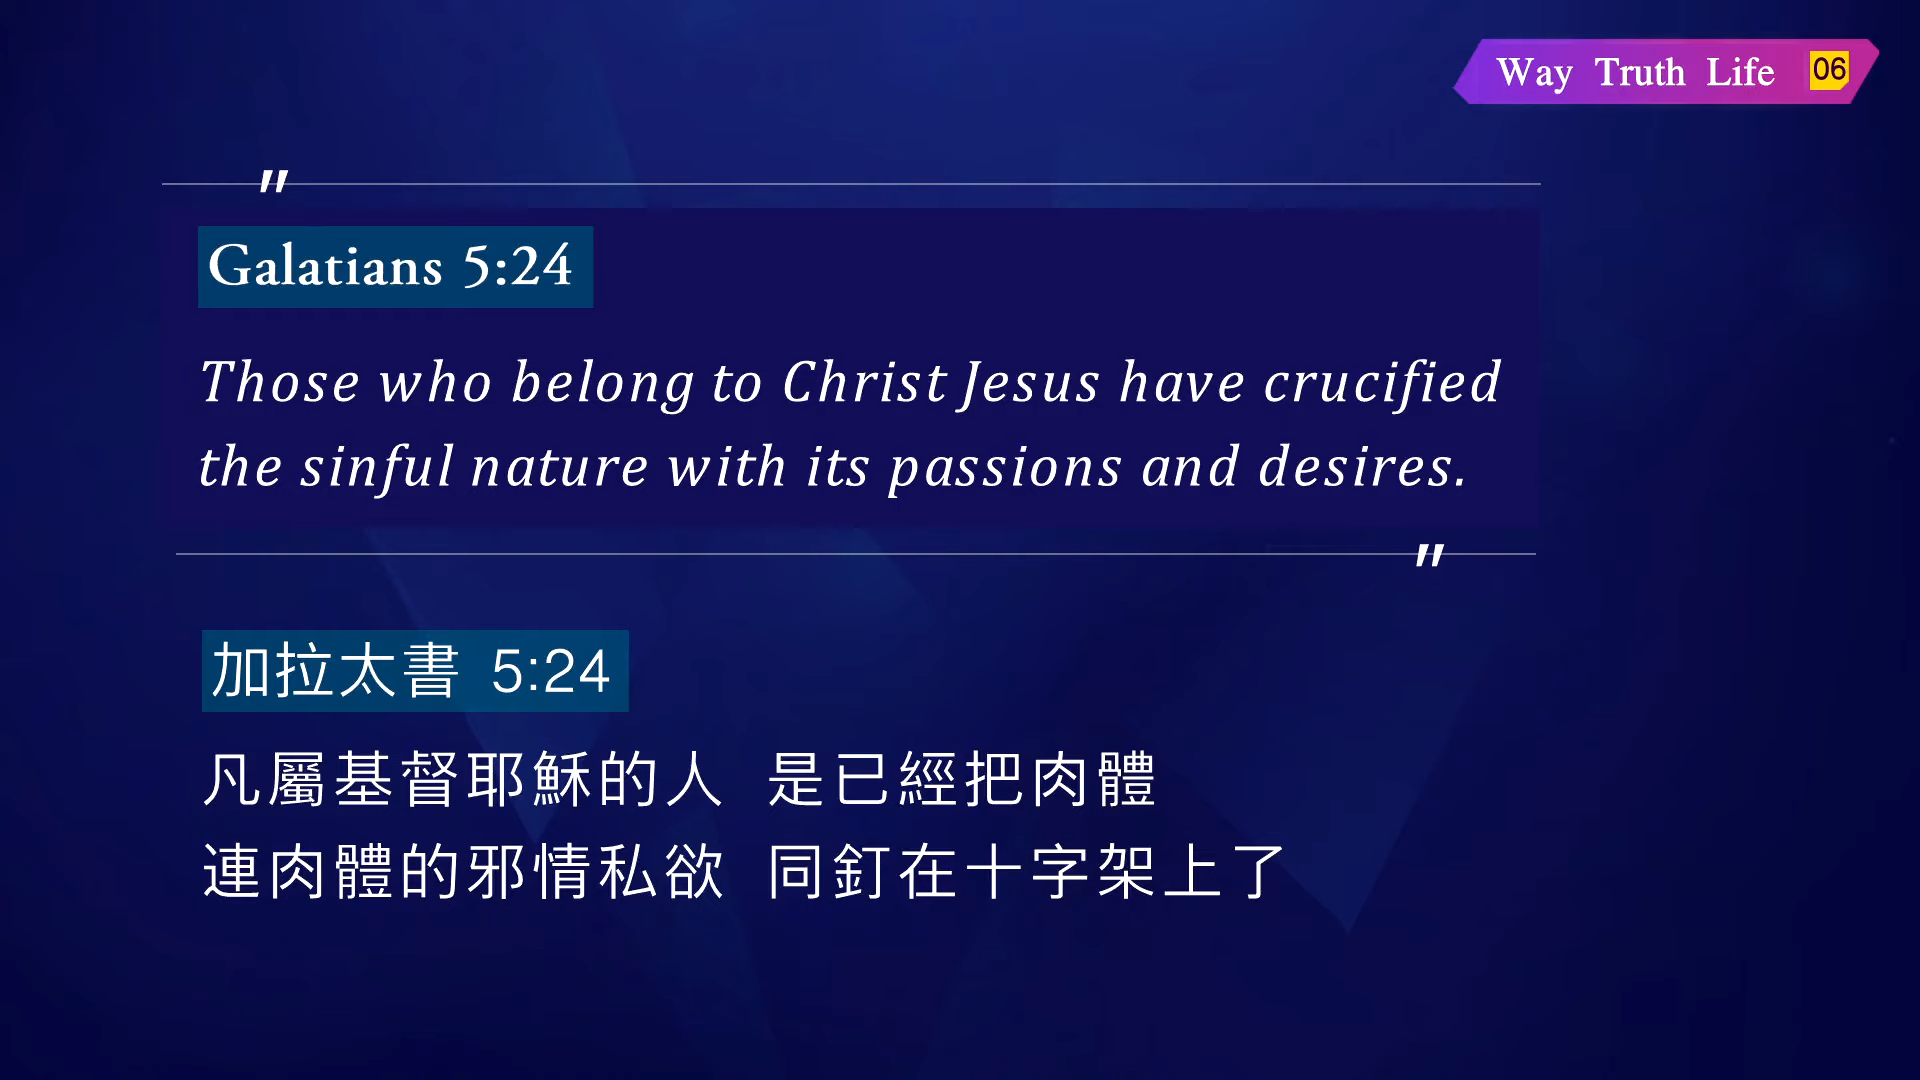 Way Truth Life 06
"
Galatians 5:24
Those who belong to Christ Jesus have crucified
the sinful nature with its passions and desires.
"
加拉太書 5:24
凡屬基督耶穌的人 是已經把肉體
連肉體的邪情私欲 同釘在十字架上了